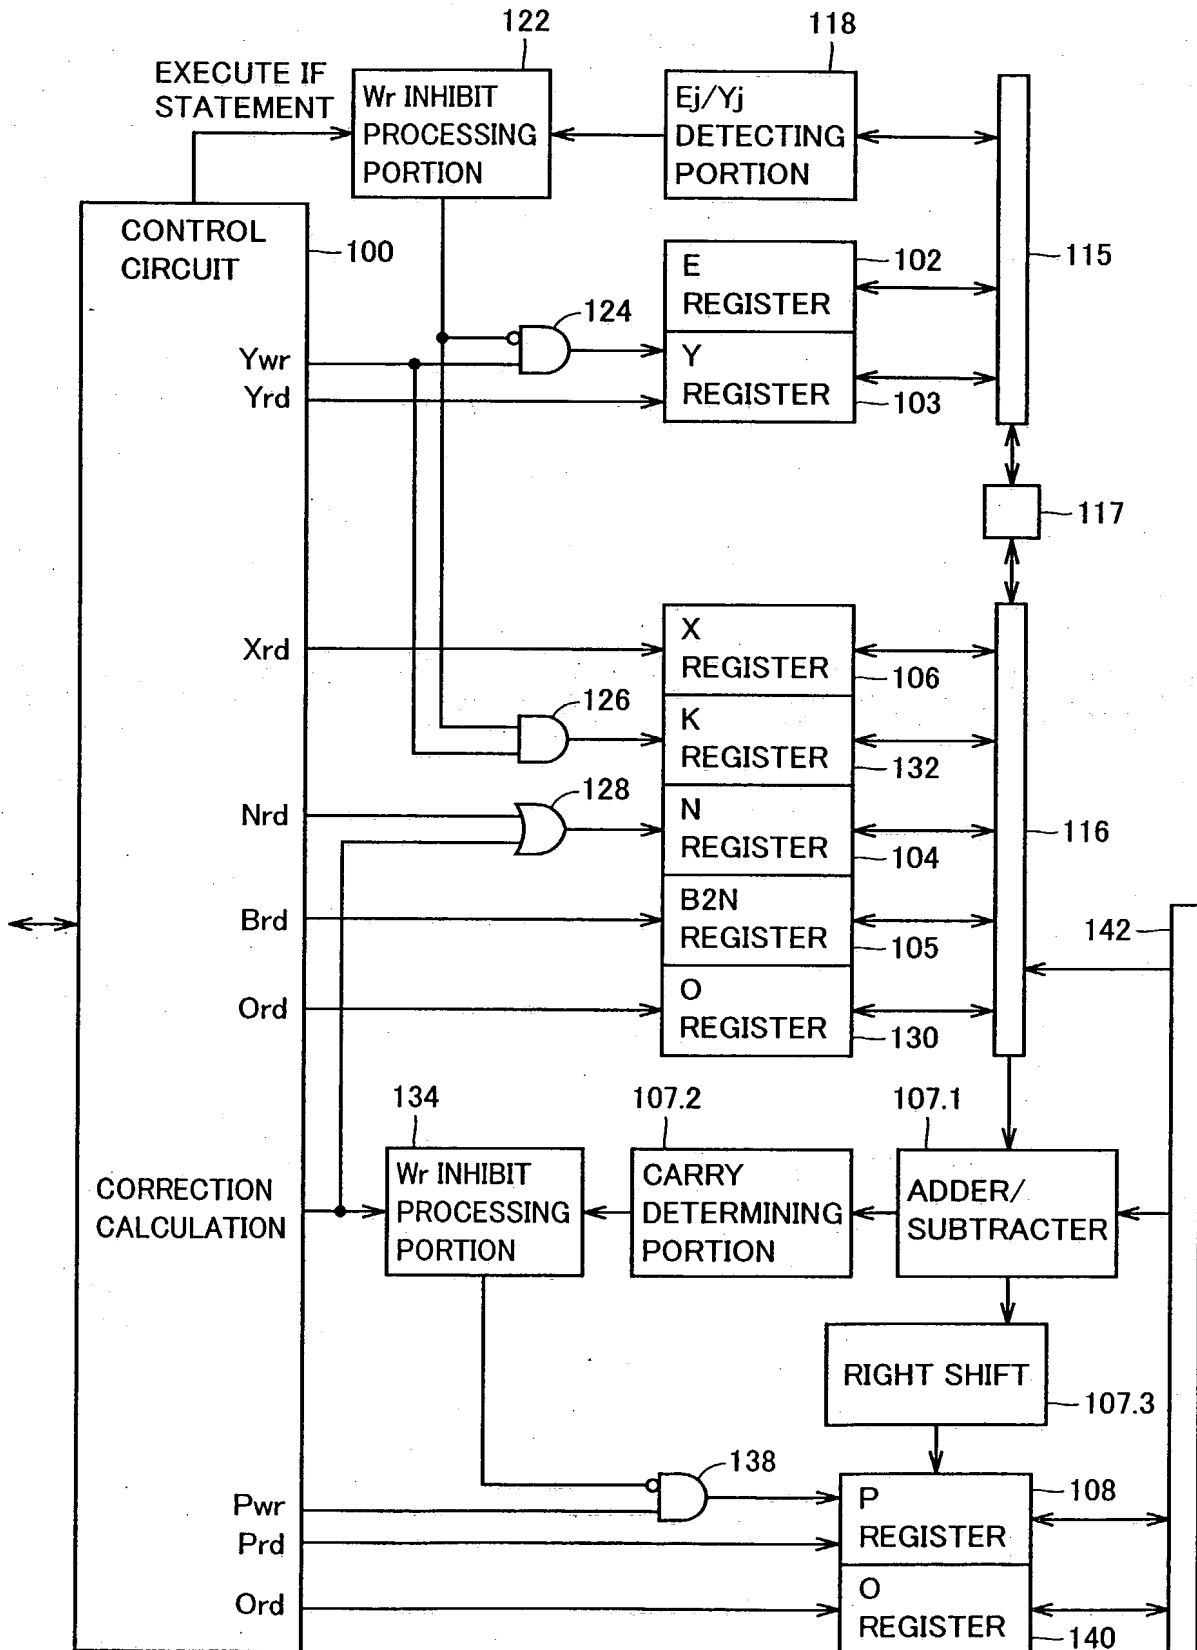 122
118
EXECUTE IF
STATEMENT
Wr INHIBIT
PROCESSING
PORTION
Ej/Yj
DETECTING
PORTION
CONTROL
CIRCUIT
100
E
REGISTER
102
115
124
Ywr
Yrd
Y
REGISTER
103
117
Xrd
X
REGISTER
106
126
K
REGISTER
132
Nrd
128
N
REGISTER
104
116
Brd
B2N
REGISTER
105
142
Ord
O
REGISTER
130
134
107.2
107.1
CORRECTION
CALCULATION
Wr INHIBIT
PROCESSING
PORTION
CARRY
DETERMINING
PORTION
ADDER/
SUBTRACTER
RIGHT SHIFT
107.3
138
Pwr
Prd
P
REGISTER
108
Ord
O
REGISTER
140